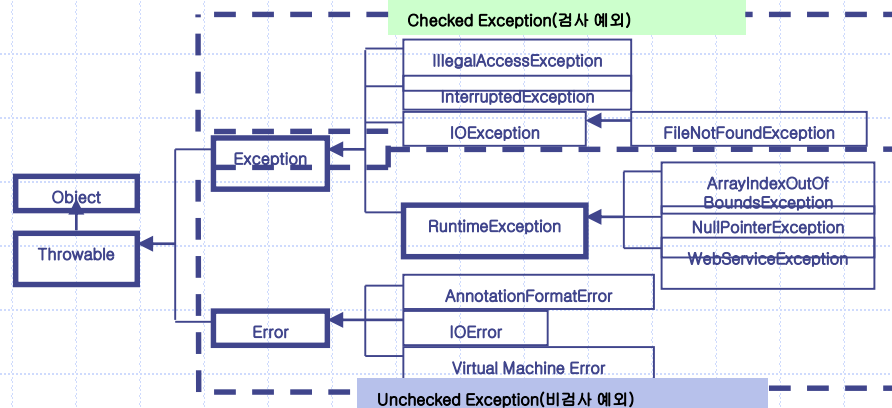 Checked Exception(검사 예외)
IllegalAccessException
InterruptedException
IOException
FileNotFoundException
Exception
Object
ArrayIndexOutOf
BoundsException
RuntimeException
NullPointerException
Throwable
WebServiceException
AnnotationFormatError
Error
IOError
Virtual Machine Error
Unchecked Exception(비검사 예외)